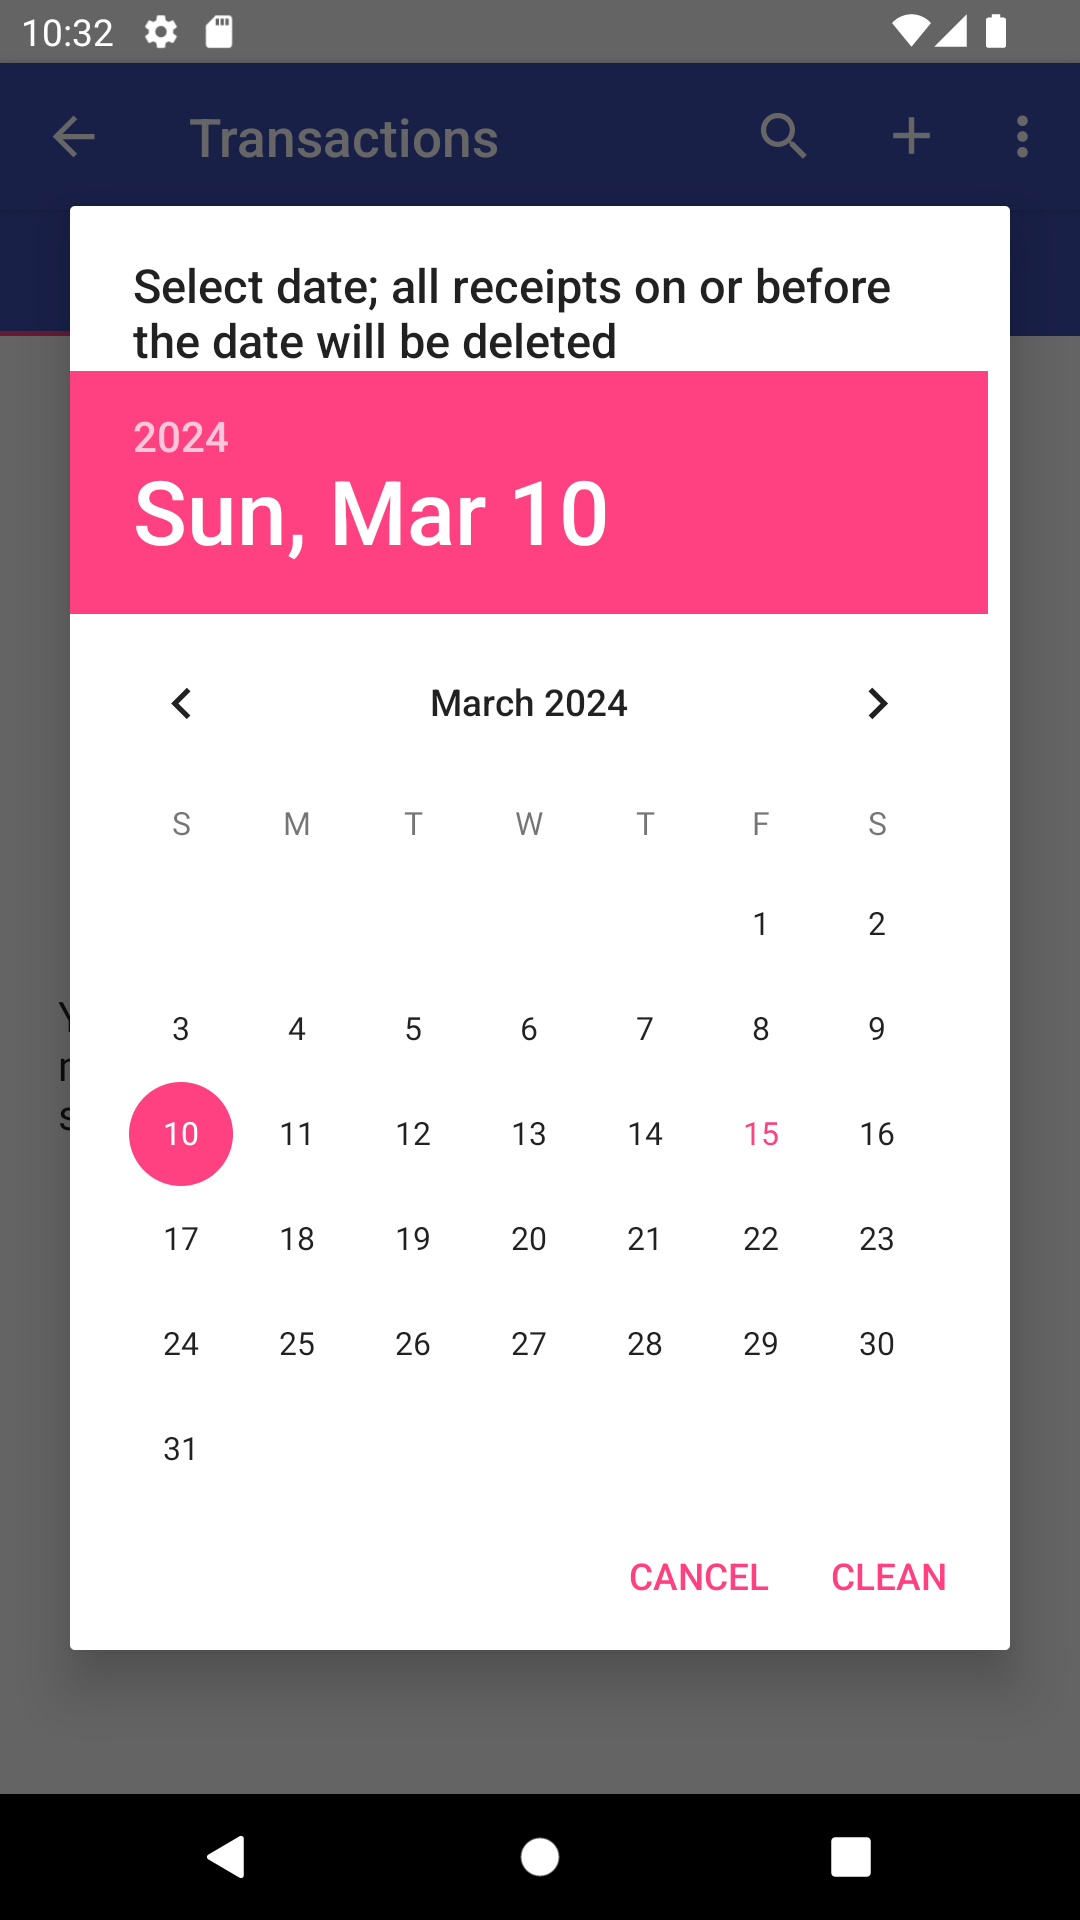 10:32
Transactions
Select date; all receipts on or before
the date will be deleted
2024
Sun, Mar 10
March 2024
S M T W T F S
1 2
3 4 5 6 7 8 9
10 11 12 13 14 15 16
17 18 19 20 21 22 23
24 25 26 27 28 29 30
31
CANCEL CLEAN